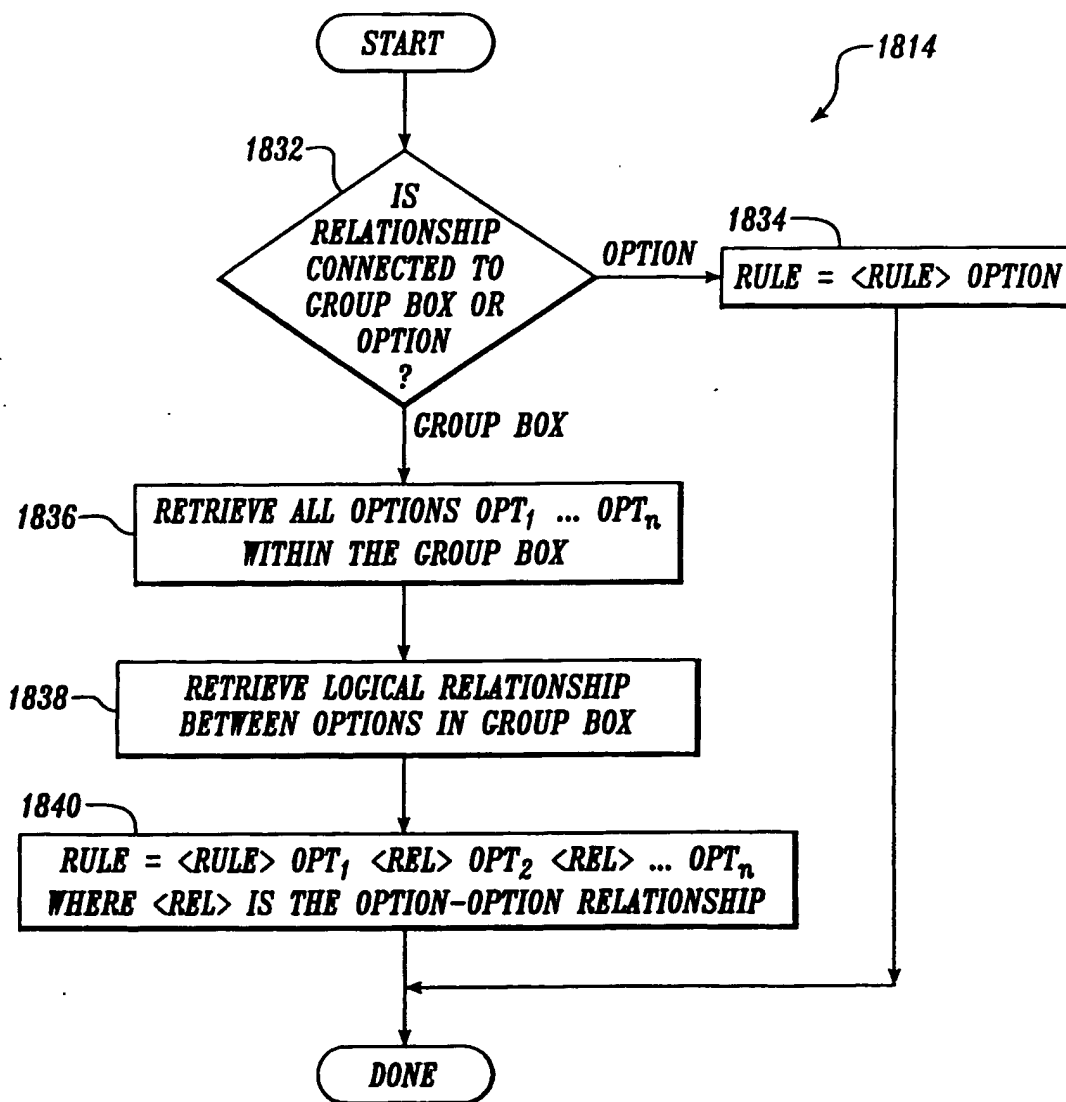 START
1814
1832
IS
RELATIONSHIP
CONNECTED TO
GROUP BOX OR
OPTION
?
OPTION
1834
RULE = <RULE> OPTION
GROUP BOX
1836
RETRIEVE ALL OPTIONS OPT₁ ... OPTₙ
WITHIN THE GROUP BOX
1838
RETRIEVE LOGICAL RELATIONSHIP
BETWEEN OPTIONS IN GROUP BOX
1840
RULE = <RULE> OPT₁ <REL> OPT₂ <REL> ... OPTₙ
WHERE <REL> IS THE OPTION-OPTION RELATIONSHIP
DONE